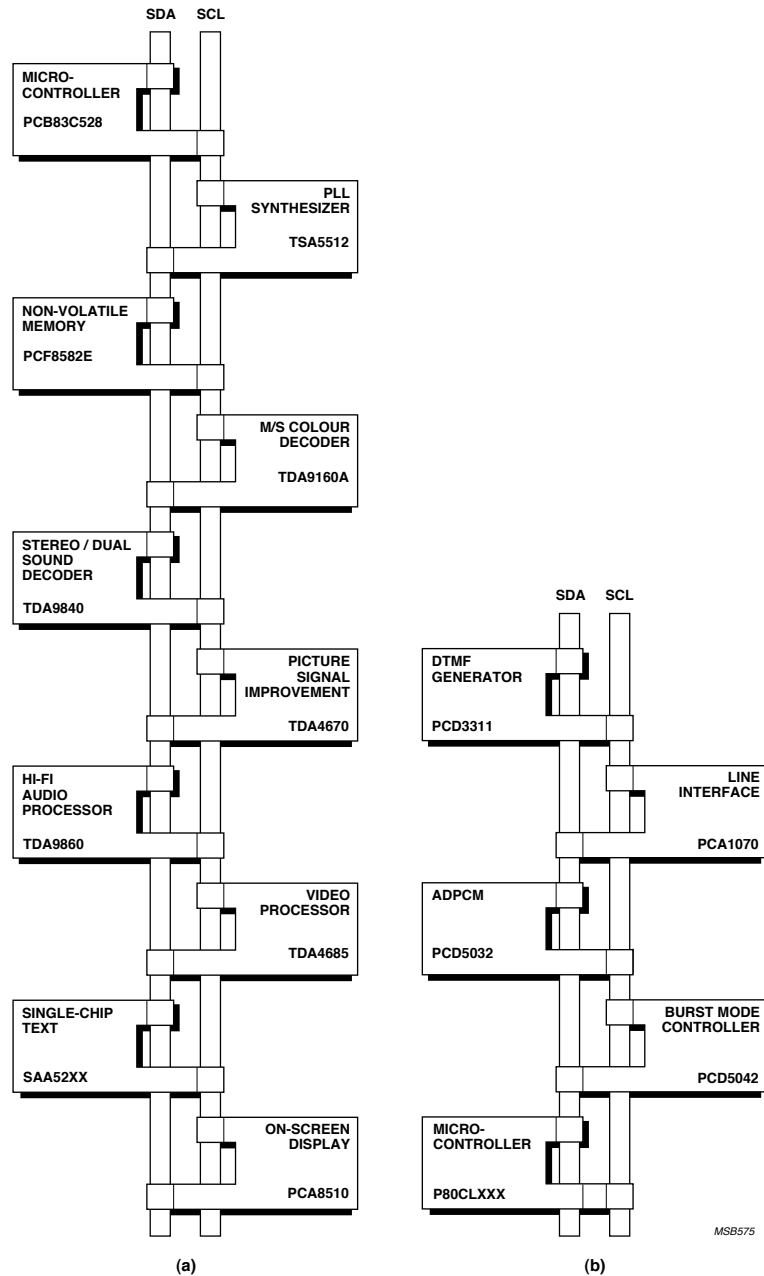 SDA SCL
MICRO-
CONTROLLER
PCB83C528
PLL
SYNTHESIZER
TSA5512
NON-VOLATILE
MEMORY
PCF8582E
M/S COLOUR
DECODER
TDA9160A
STEREO / DUAL
SOUND
DECODER
TDA9840
PICTURE
SIGNAL
IMPROVEMENT
TDA4670
HI-FI
AUDIO
PROCESSOR
TDA9860
VIDEO
PROCESSOR
TDA4685
SINGLE-CHIP
TEXT
SAA52XX
ON-SCREEN
DISPLAY
PCA8510
(a)
SDA SCL
DTMF
GENERATOR
PCD3311
LINE
INTERFACE
PCA1070
ADPCM
PCD5032
BURST MODE
CONTROLLER
PCD5042
MICRO-
CONTROLLER
P80CLXXX
MSB575
(b)